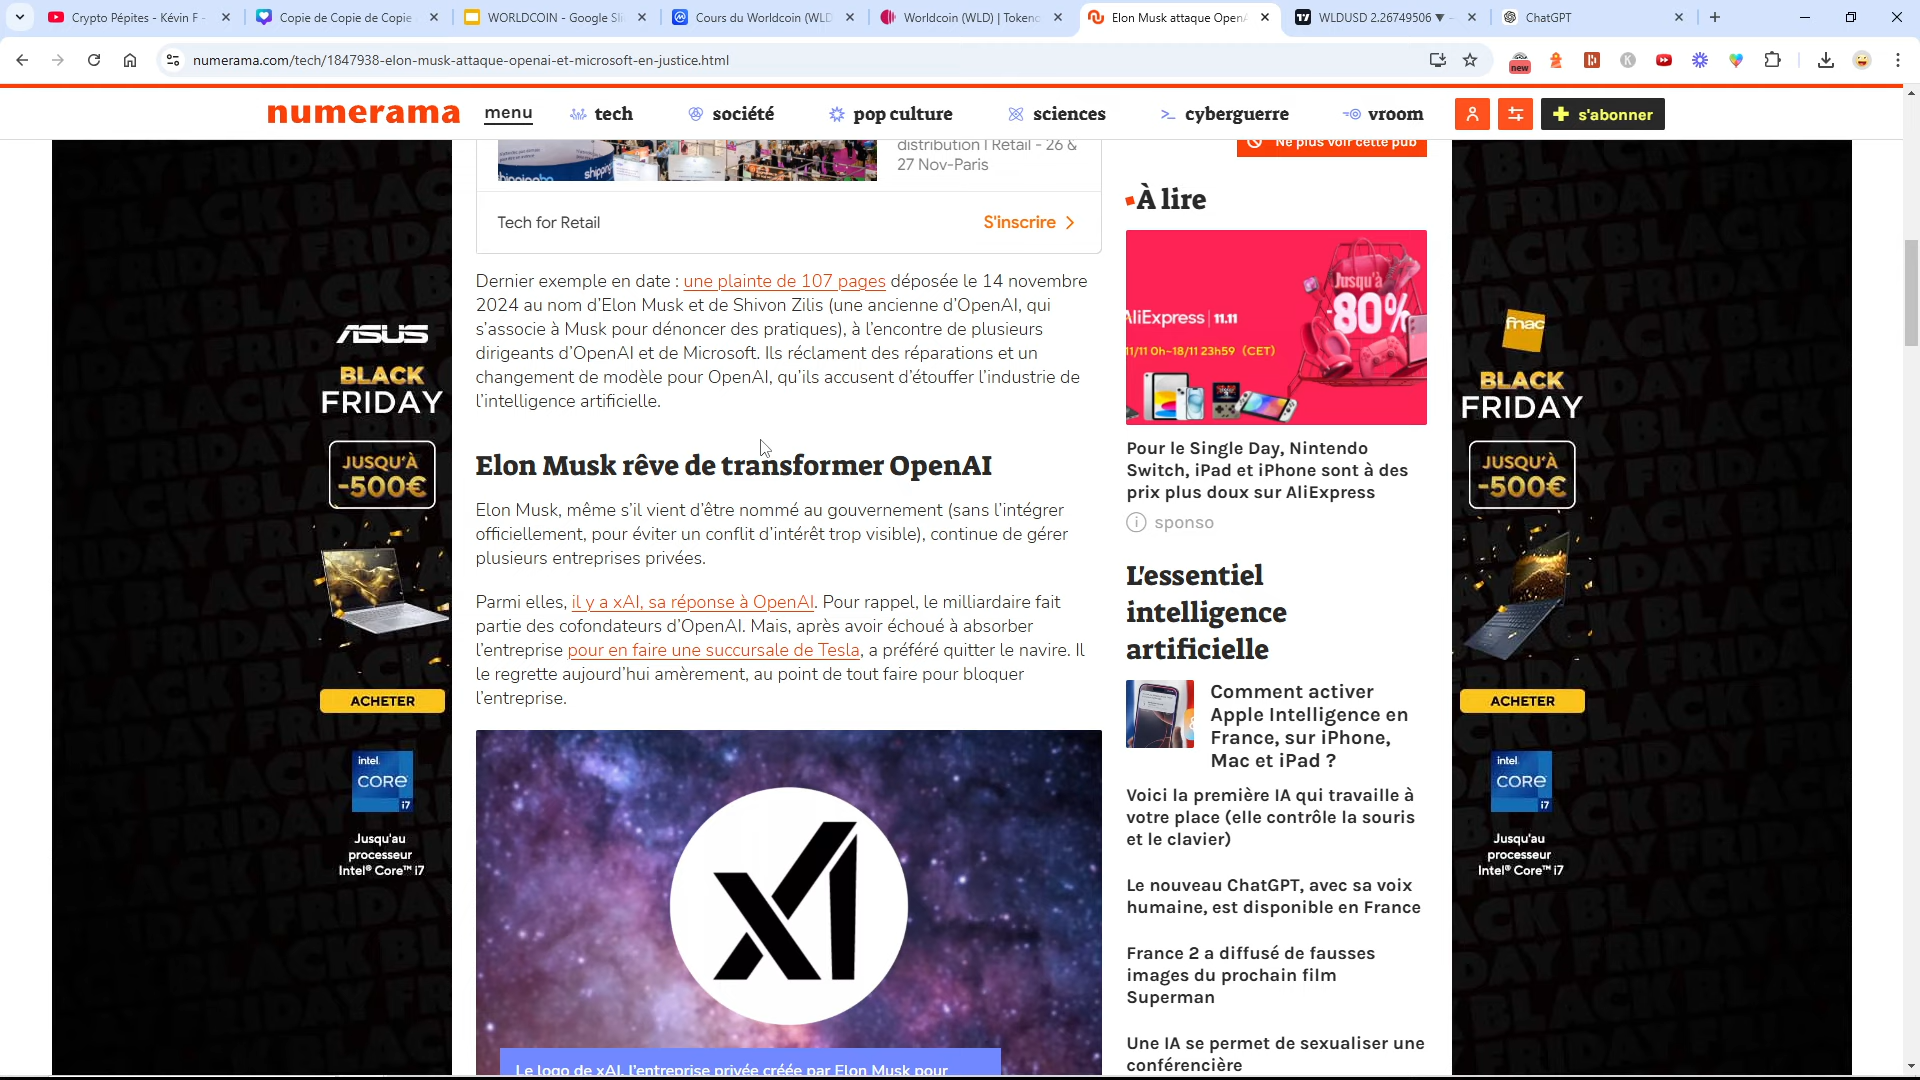 Crypto Pépites - Kévin F -
Copie de Copie de Copie
WORLDCOIN - Google Sli
Cours du Worldcoin (WLD
Worldcoin (WLD) | Token
Elon Musk attaque OpenA
WLDUSD 2.26749506 ▼
ChatGPT
numerama.com/tech/1847938-elon-musk-attaque-openai-et-microsoft-en-justice.html
new
numerama
menu
tech
société
pop culture
sciences
cyberguerre
vroom
s'abonner
distribution | Retail - 26 &
27 Nov-Paris
Tech for Retail
S'inscrire
Dernier exemple en date : une plainte de 107 pages déposée le 14 novembre
2024 au nom d'Elon Musk et de Shivon Zilis (une ancienne d'OpenAI, qui
s'associe à Musk pour dénoncer des pratiques), à l'encontre de plusieurs
dirigeants d'OpenAI et de Microsoft. Ils réclament des réparations et un
changement de modèle pour OpenAI, qu'ils accusent d'étouffer l'industrie de
l'intelligence artificielle.
Elon Musk rêve de transformer OpenAI
Elon Musk, même s'il vient d'être nommé au gouvernement (sans l'intégrer
officiellement, pour éviter un conflit d'intérêt trop visible), continue de gérer
plusieurs entreprises privées.
Parmi elles, il y a xAI, sa réponse à OpenAI. Pour rappel, le milliardaire fait
partie des cofondateurs d'OpenAI. Mais, après avoir échoué à absorber
l'entreprise pour en faire une succursale de Tesla, a préféré quitter le navire. Il
le regrette aujourd'hui amèrement, au point de tout faire pour bloquer
l'entreprise.
Le logo de xAI, l'entreprise privée créée par Elon Musk pour
Ne plus voir cette pub
À lire
Jusqu'à
-80%
AliExpress | 11.11
11/11 0h~18/11 23h59 (CET)
Pour le Single Day, Nintendo
Switch, iPad et iPhone sont à des
prix plus doux sur AliExpress
sponso
L'essentiel
intelligence
artificielle
Comment activer
Apple Intelligence en
France, sur iPhone,
Mac et iPad ?
Voici la première IA qui travaille à
votre place (elle contrôle la souris
et le clavier)
Le nouveau ChatGPT, avec sa voix
humaine, est disponible en France
France 2 a diffusé de fausses
images du prochain film
Superman
Une IA se permet de sexualiser une
conférencière
ASUS
BLACK
FRIDAY
JUSQU'À
-500€
ACHETER
intel
CORE
i7
Jusqu'au
processeur
Intel® Core™ i7
fnac
BLACK
FRIDAY
JUSQU'À
-500€
ACHETER
intel
CORE
i7
Jusqu'au
processeur
Intel® Core™ i7